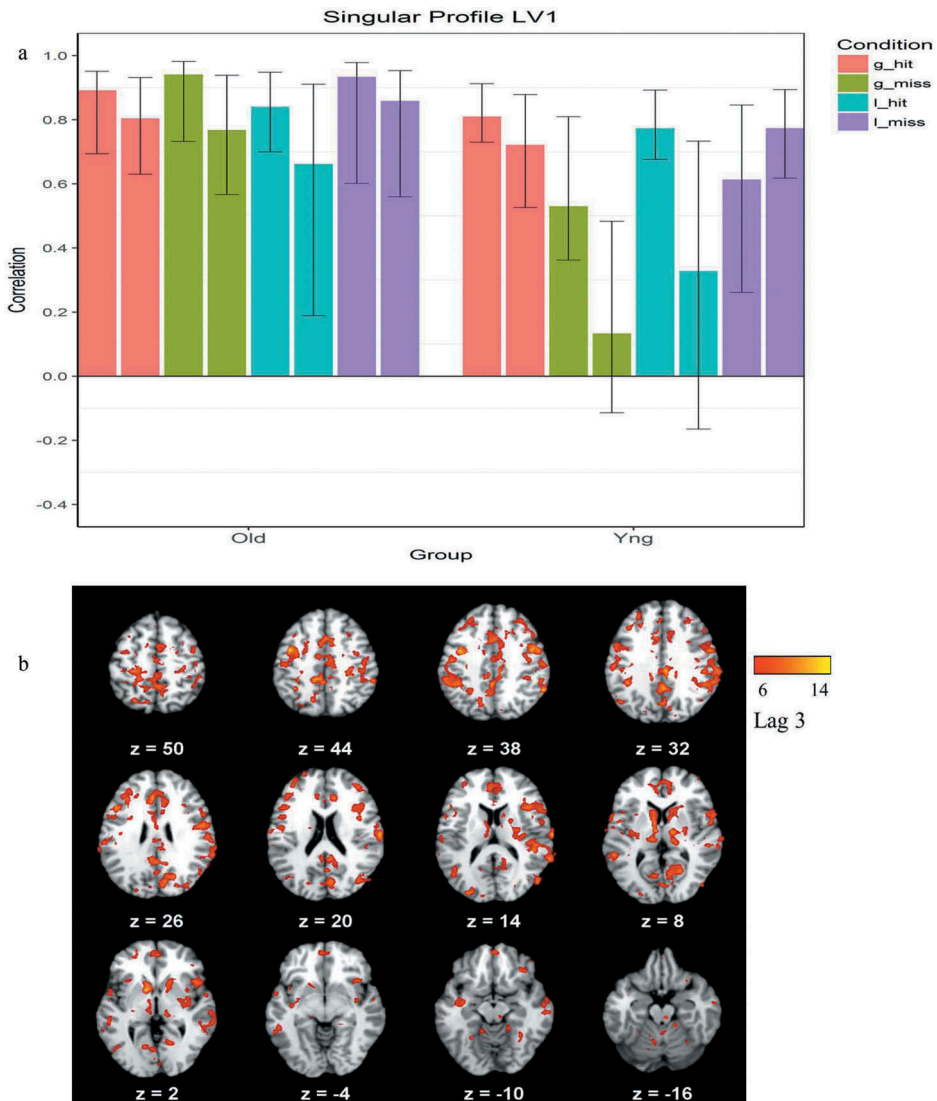 Singular Profile LV1
a
1.0
0.8
0.6
0.4
0.2
0.0
-0.2
-0.4
Correlation
Old
Yng
Group
Condition
g_hit
g_miss
l_hit
l_miss
b
z = 50
z = 44
z = 38
z = 32
6 14
Lag 3
z = 26
z = 20
z = 14
z = 8
z = 2
z = -4
z = -10
z = -16